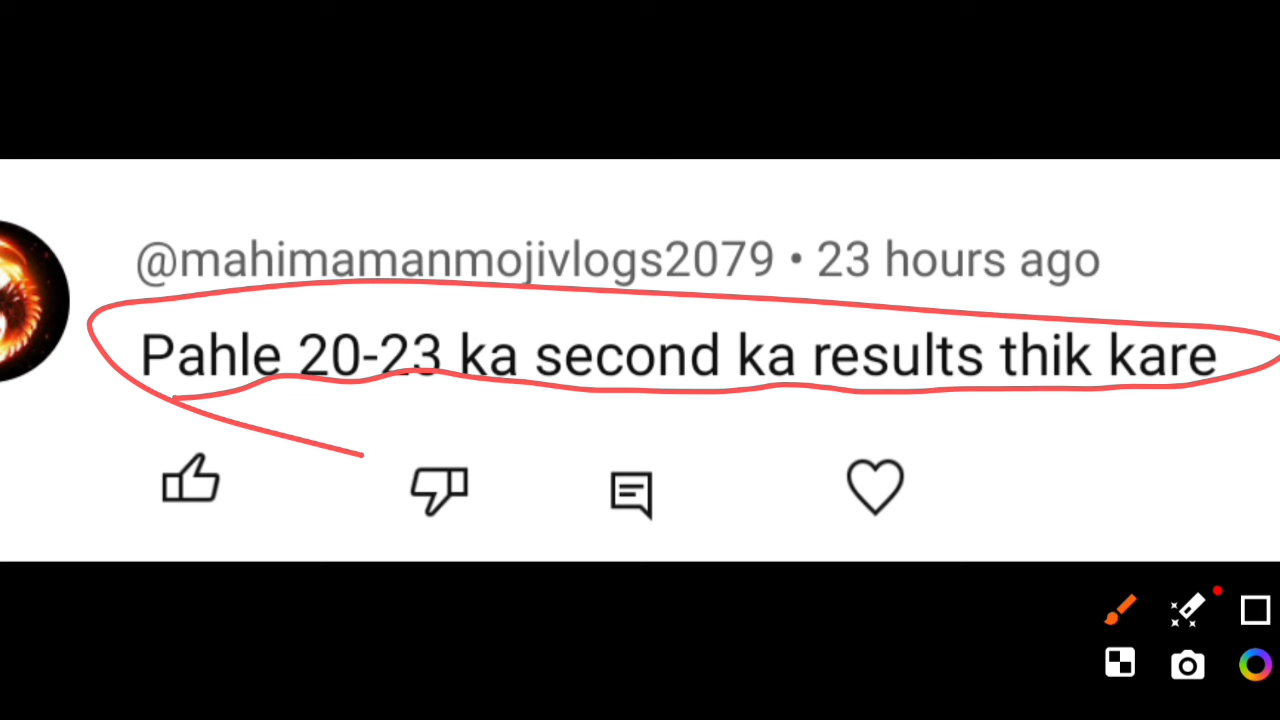 @mahimamanmojivlogs2079 • 23 hours ago
Pahle 20-23 ka second ka results thik kare